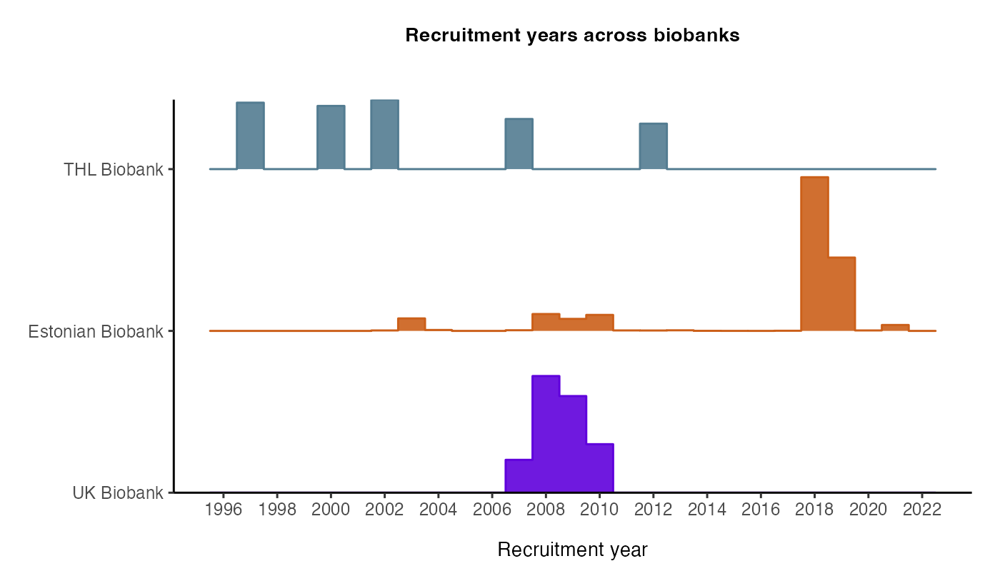 Recruitment years across biobanks
THL Biobank
Estonian Biobank
UK Biobank
1996 1998 2000 2002 2004 2006 2008 2010 2012 2014 2016 2018 2020 2022
Recruitment year